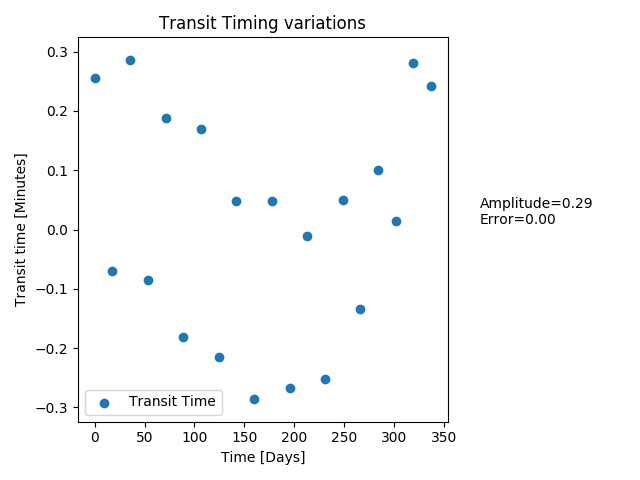 Transit Timing variations
Transit time [Minutes]
0.3
0.2
0.1
0.0
−0.1
−0.2
−0.3
Amplitude=0.29
Error=0.00
Transit Time
0
50
100
150
200
250
300
350
Time [Days]